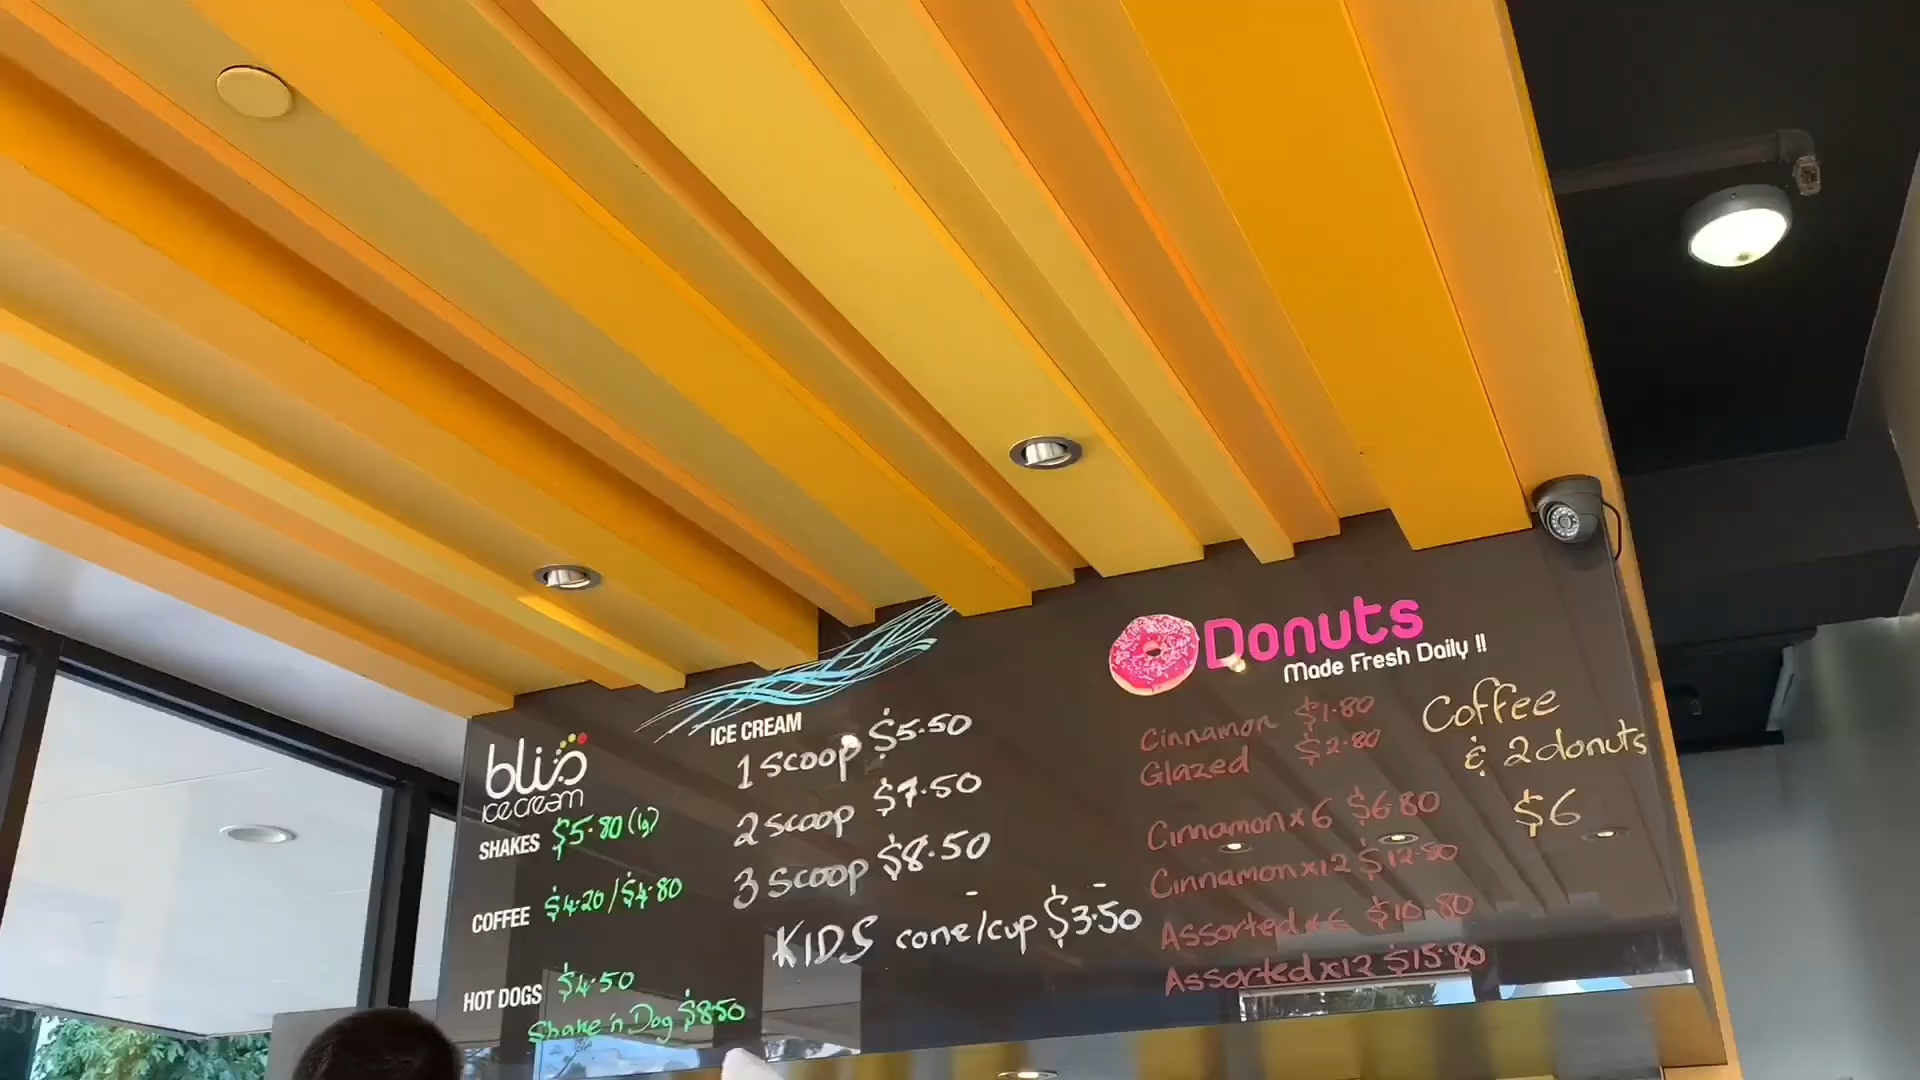 blis
ice cream
SHAKES $5.80 (lg)
COFFEE $4.20/$4.80
HOT DOGS $4.50
Shake 'n Dog $8.50
ICE CREAM
1 scoop $5.50
2 scoop $7.50
3 scoop $8.50
KIDS cone/cup $3.50
Donuts
Made Fresh Daily !!
Cinnamon $1.80
Glazed $2.80
Cinnamon x 6 $6.80
Cinnamon x12 $12.80
Assorted x6 $10.80
Assorted x12 $15.80
Coffee
& 2 donuts
$6